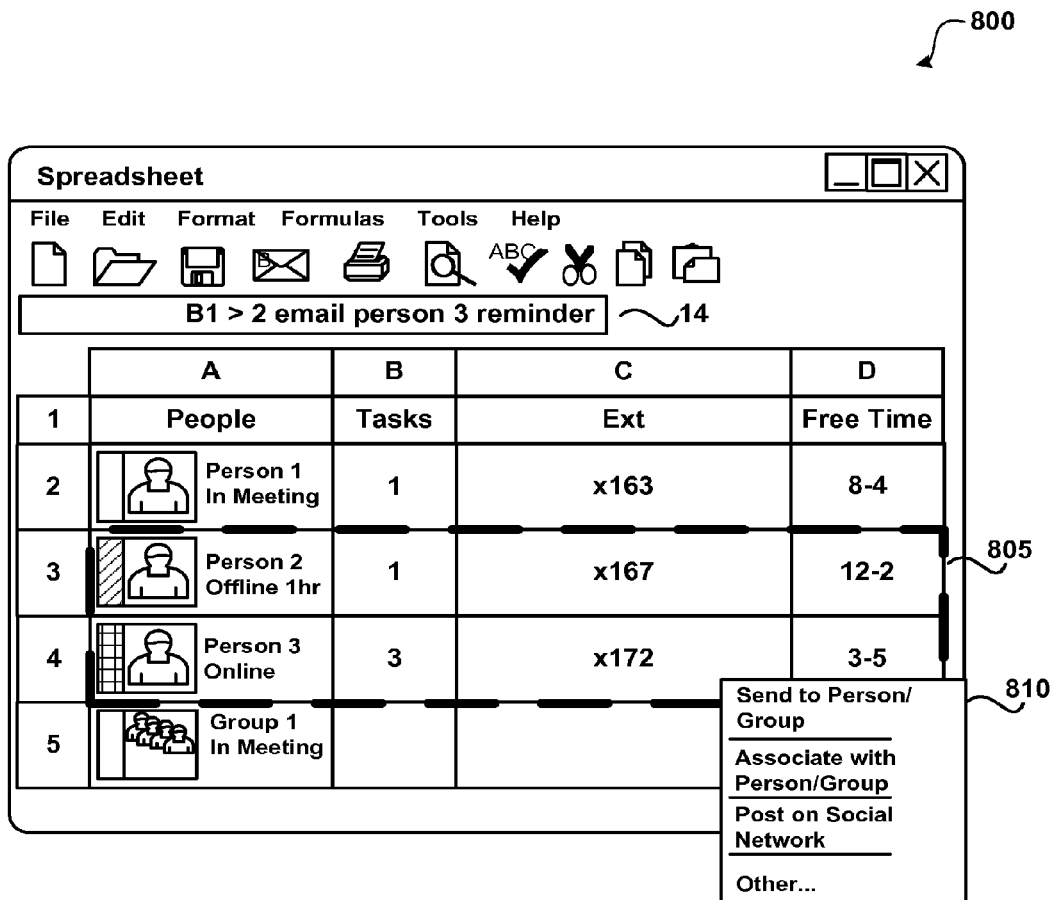 800
Spreadsheet
File Edit Format Formulas Tools Help
B
ABC
B1 > 2 email person 3 reminder
14
A B C D
1 People Tasks Ext Free Time
2 Person 1
In Meeting 1 x163 8-4
3 Person 2
Offline 1hr 1 x167 12-2
805
4 Person 3
Online 3 x172 3-5
810
5 Group 1
In Meeting
Send to Person/
Group
Associate with
Person/Group
Post on Social
Network
Other...